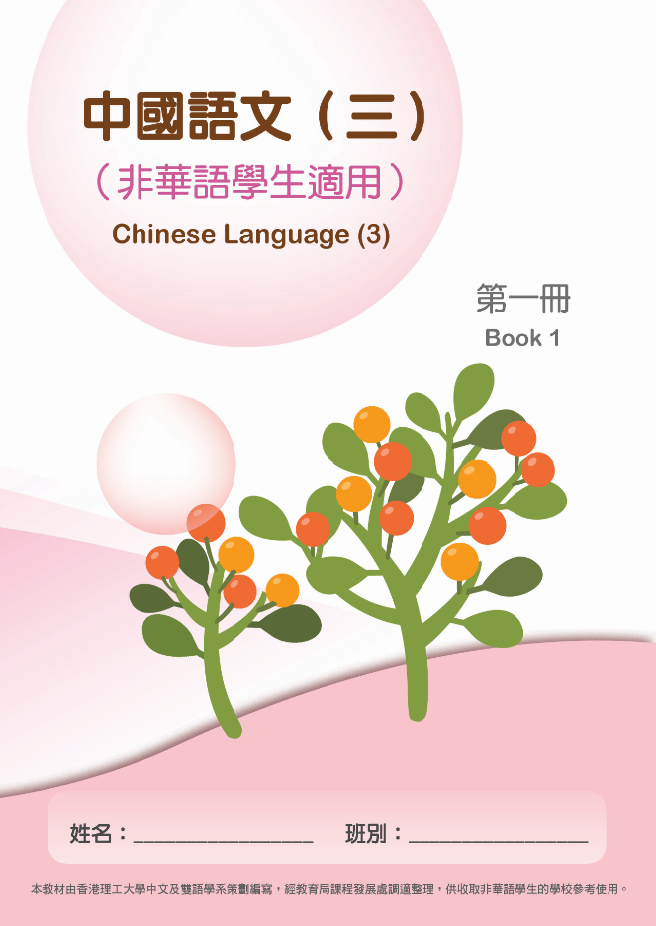 中國語文（三）
（非華語學生適用）
Chinese Language (3)
第一冊
Book 1
姓名：_________________ 班別：_________________
本教材由香港理工大學中文及雙語學系策劃編寫，經教育局課程發展處調適整理，供收取非華語學生的學校參考使用。